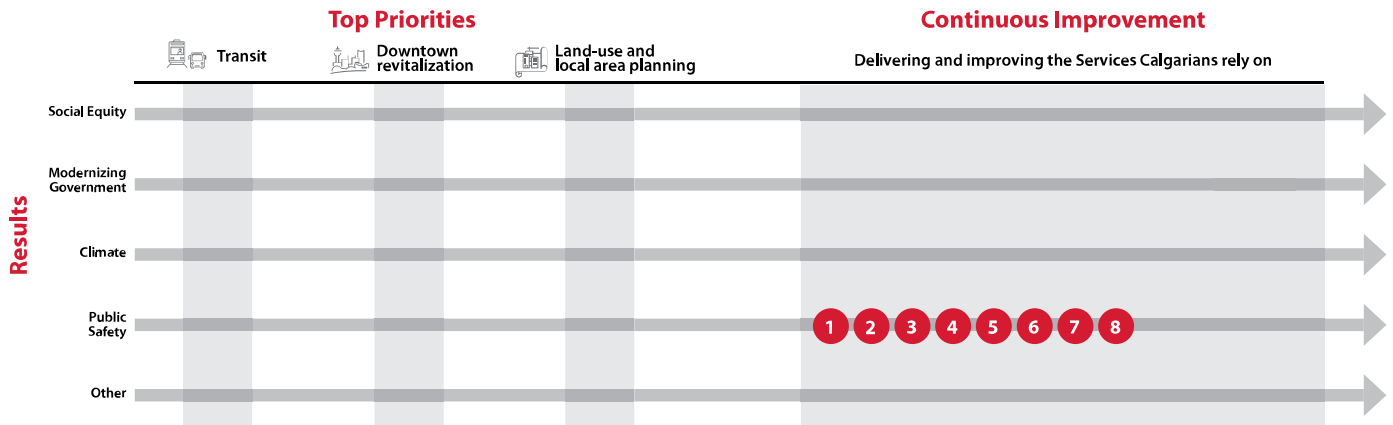 Top Priorities
Continuous Improvement
Transit
Downtown
revitalization
Land-use and
local area planning
Delivering and improving the Services Calgarians rely on
Results
Social Equity
Modernizing
Government
Climate
Public
Safety
1 2 3 4 5 6 7 8
Other